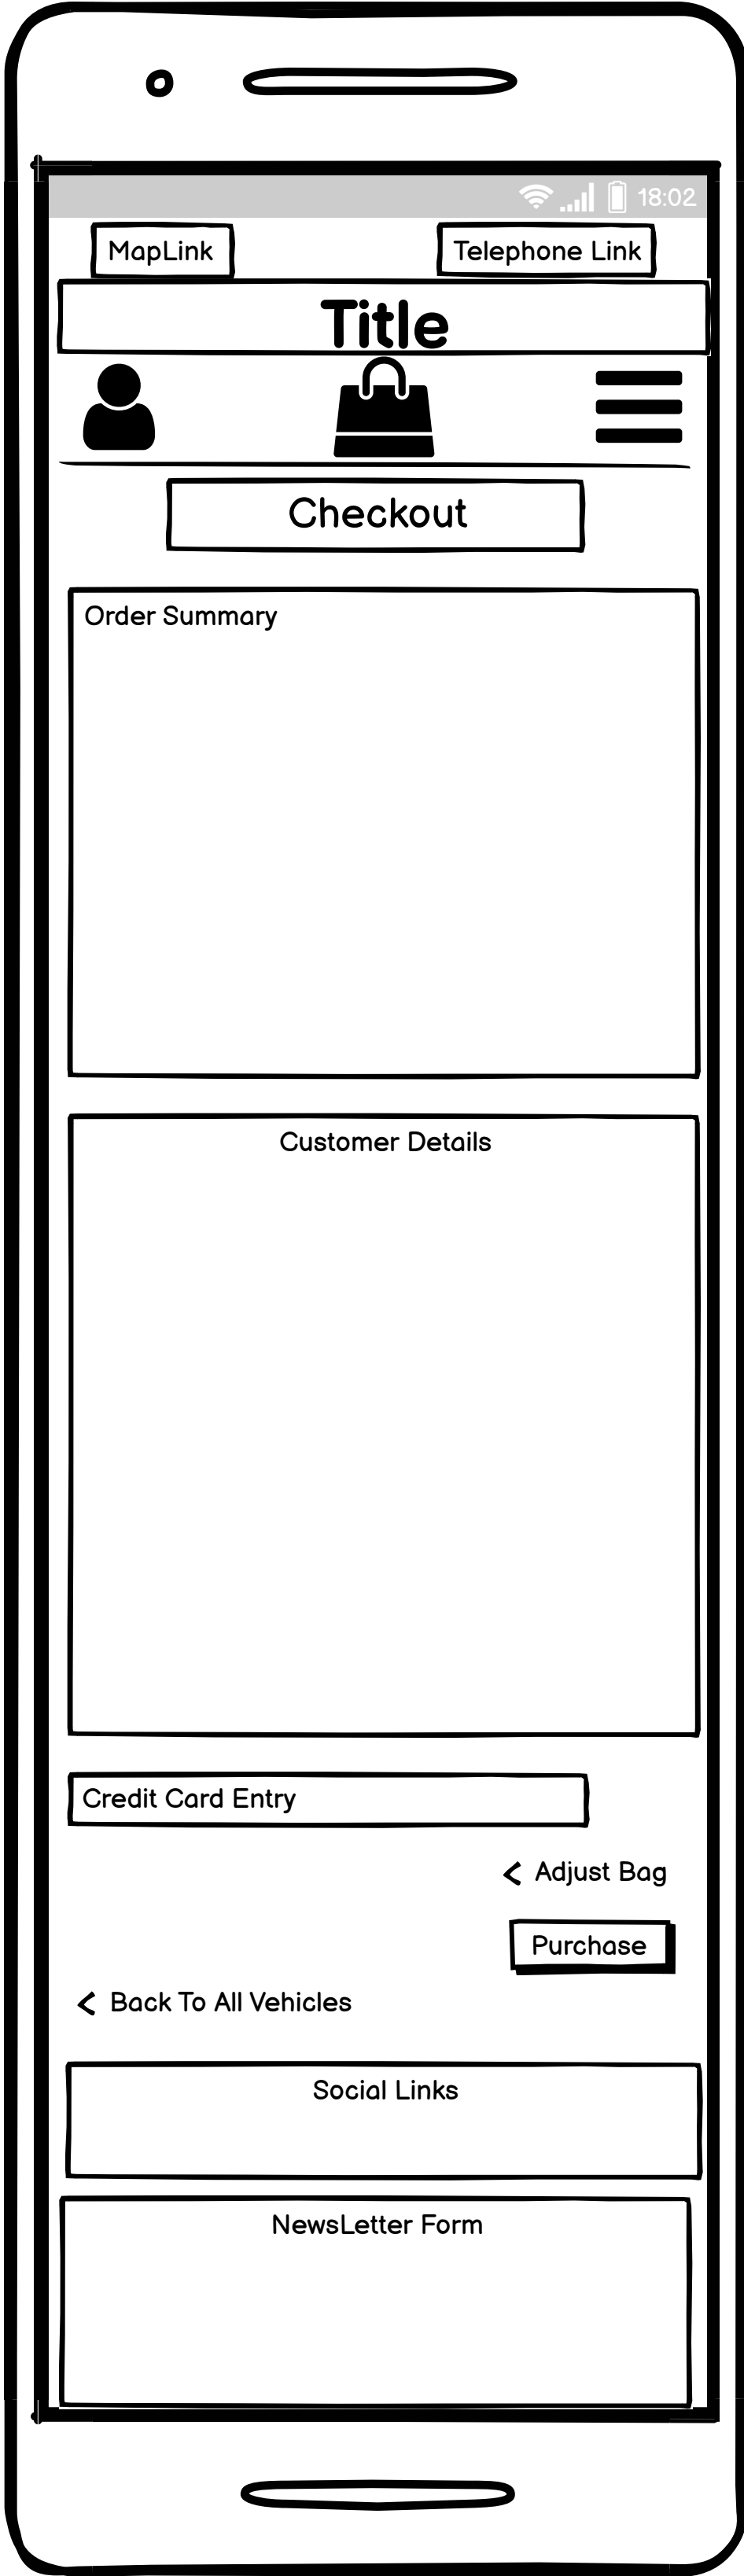 18:02
MapLink
Telephone Link
Title
Checkout
Order Summary
Customer Details
Credit Card Entry
Adjust Bag
Purchase
Back To All Vehicles
Social Links
NewsLetter Form